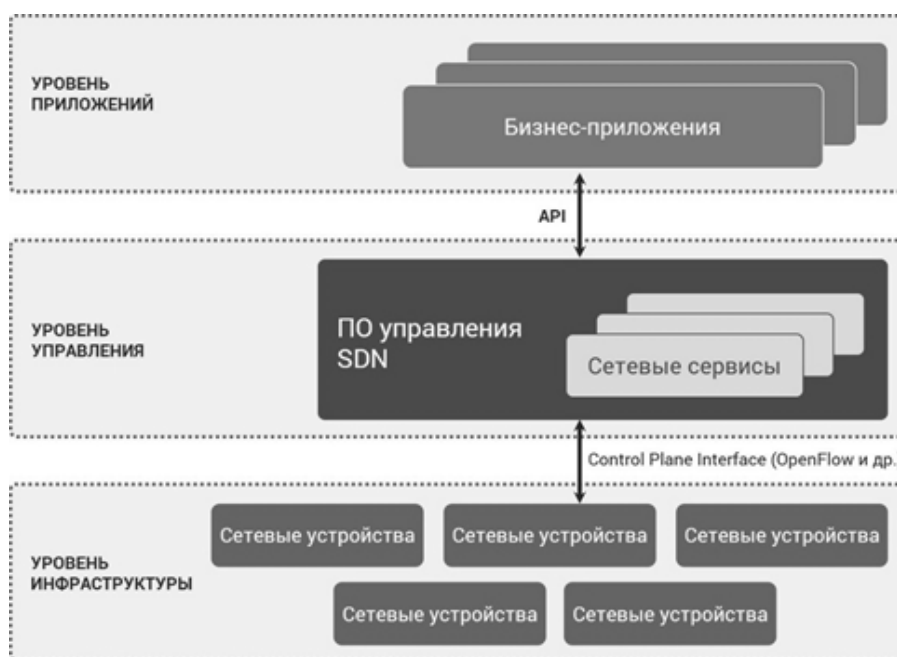 УРОВЕНЬ
ПРИЛОЖЕНИЙ
Бизнес-приложения
API
УРОВЕНЬ
УПРАВЛЕНИЯ
ПО управления
SDN
Сетевые сервисы
Control Plane Interface (OpenFlow и др.)
УРОВЕНЬ
ИНФРАСТРУКТУРЫ
Сетевые устройства
Сетевые устройства
Сетевые устройства
Сетевые устройства
Сетевые устройства